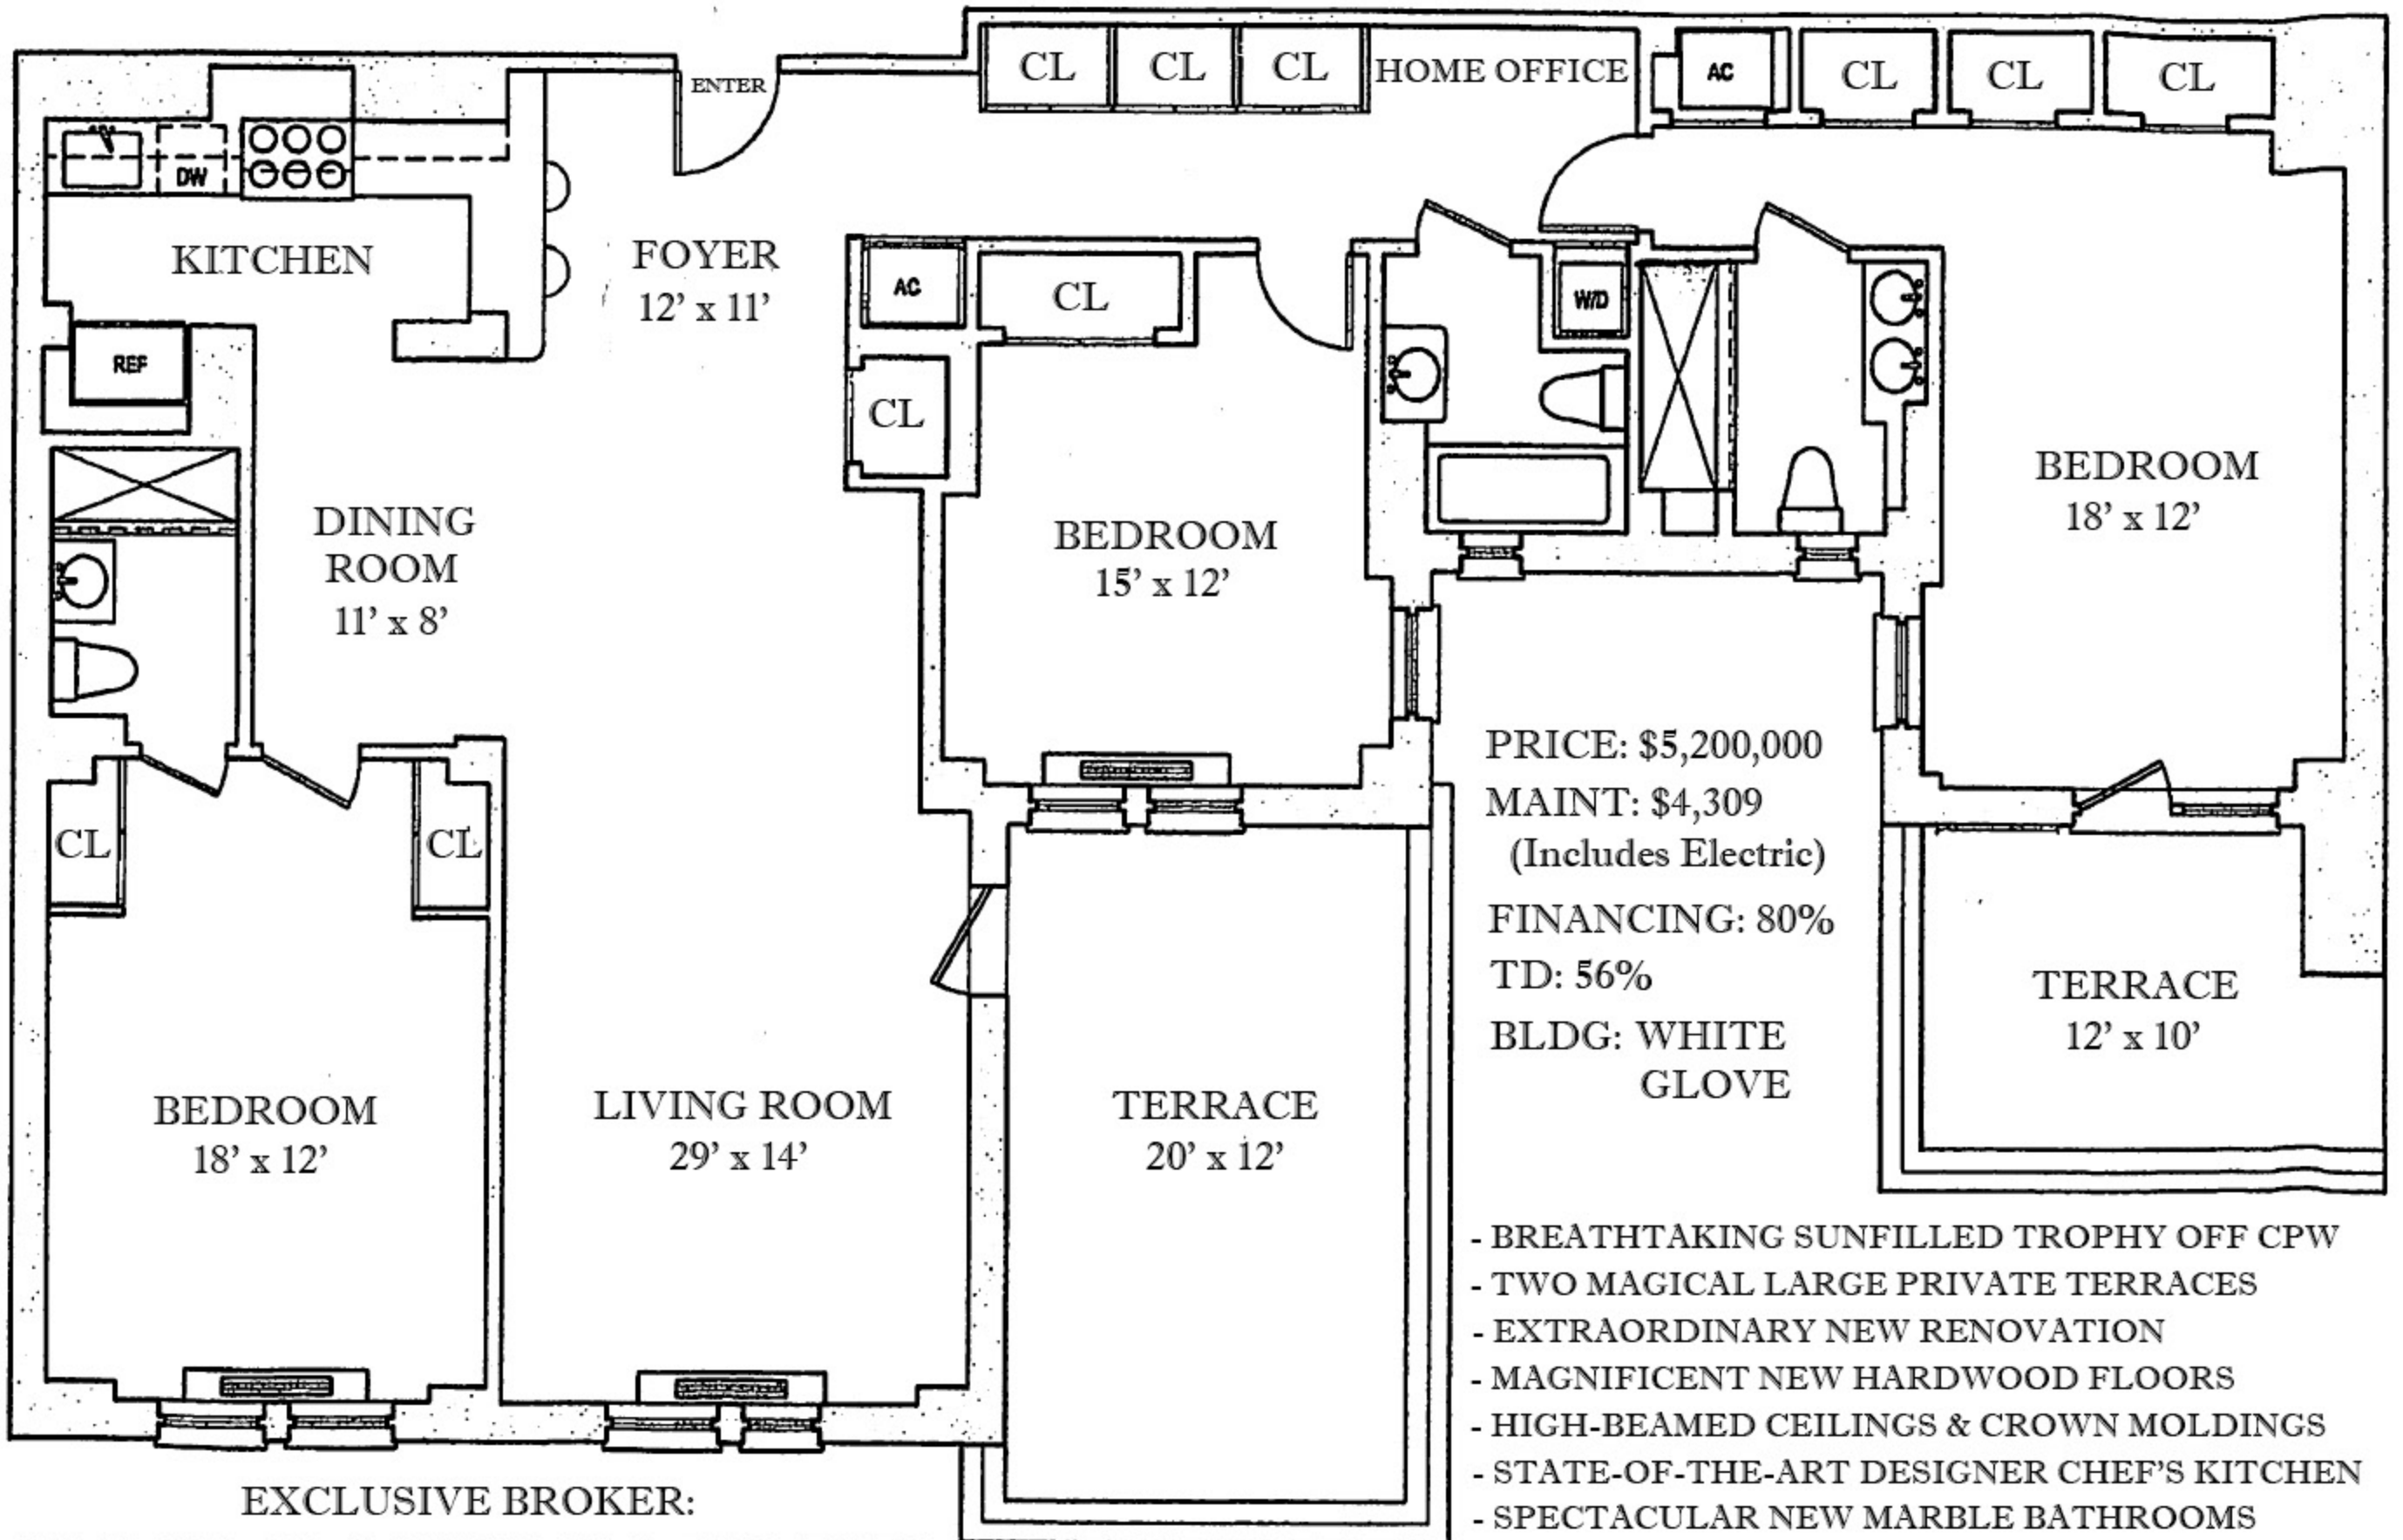 ENTER
CL
CL
CL
HOME OFFICE
AC
CL
CL
CL
DW
KITCHEN
FOYER
12' x 11'
REF
AC
CL
CL
W/D
DINING
ROOM
11' x 8'
BEDROOM
15' x 12'
BEDROOM
18' x 12'
CL
CL
BEDROOM
18' x 12'
LIVING ROOM
29' x 14'
TERRACE
20' x 12'
TERRACE
12' x 10'
PRICE: $5,200,000
MAINT: $4,309
(Includes Electric)
FINANCING: 80%
TD: 56%
BLDG: WHITE
GLOVE
- BREATHTAKING SUNFILLED TROPHY OFF CPW
- TWO MAGICAL LARGE PRIVATE TERRACES
- EXTRAORDINARY NEW RENOVATION
- MAGNIFICENT NEW HARDWOOD FLOORS
- HIGH-BEAMED CEILINGS & CROWN MOLDINGS
- STATE-OF-THE-ART DESIGNER CHEF'S KITCHEN
- SPECTACULAR NEW MARBLE BATHROOMS
EXCLUSIVE BROKER: